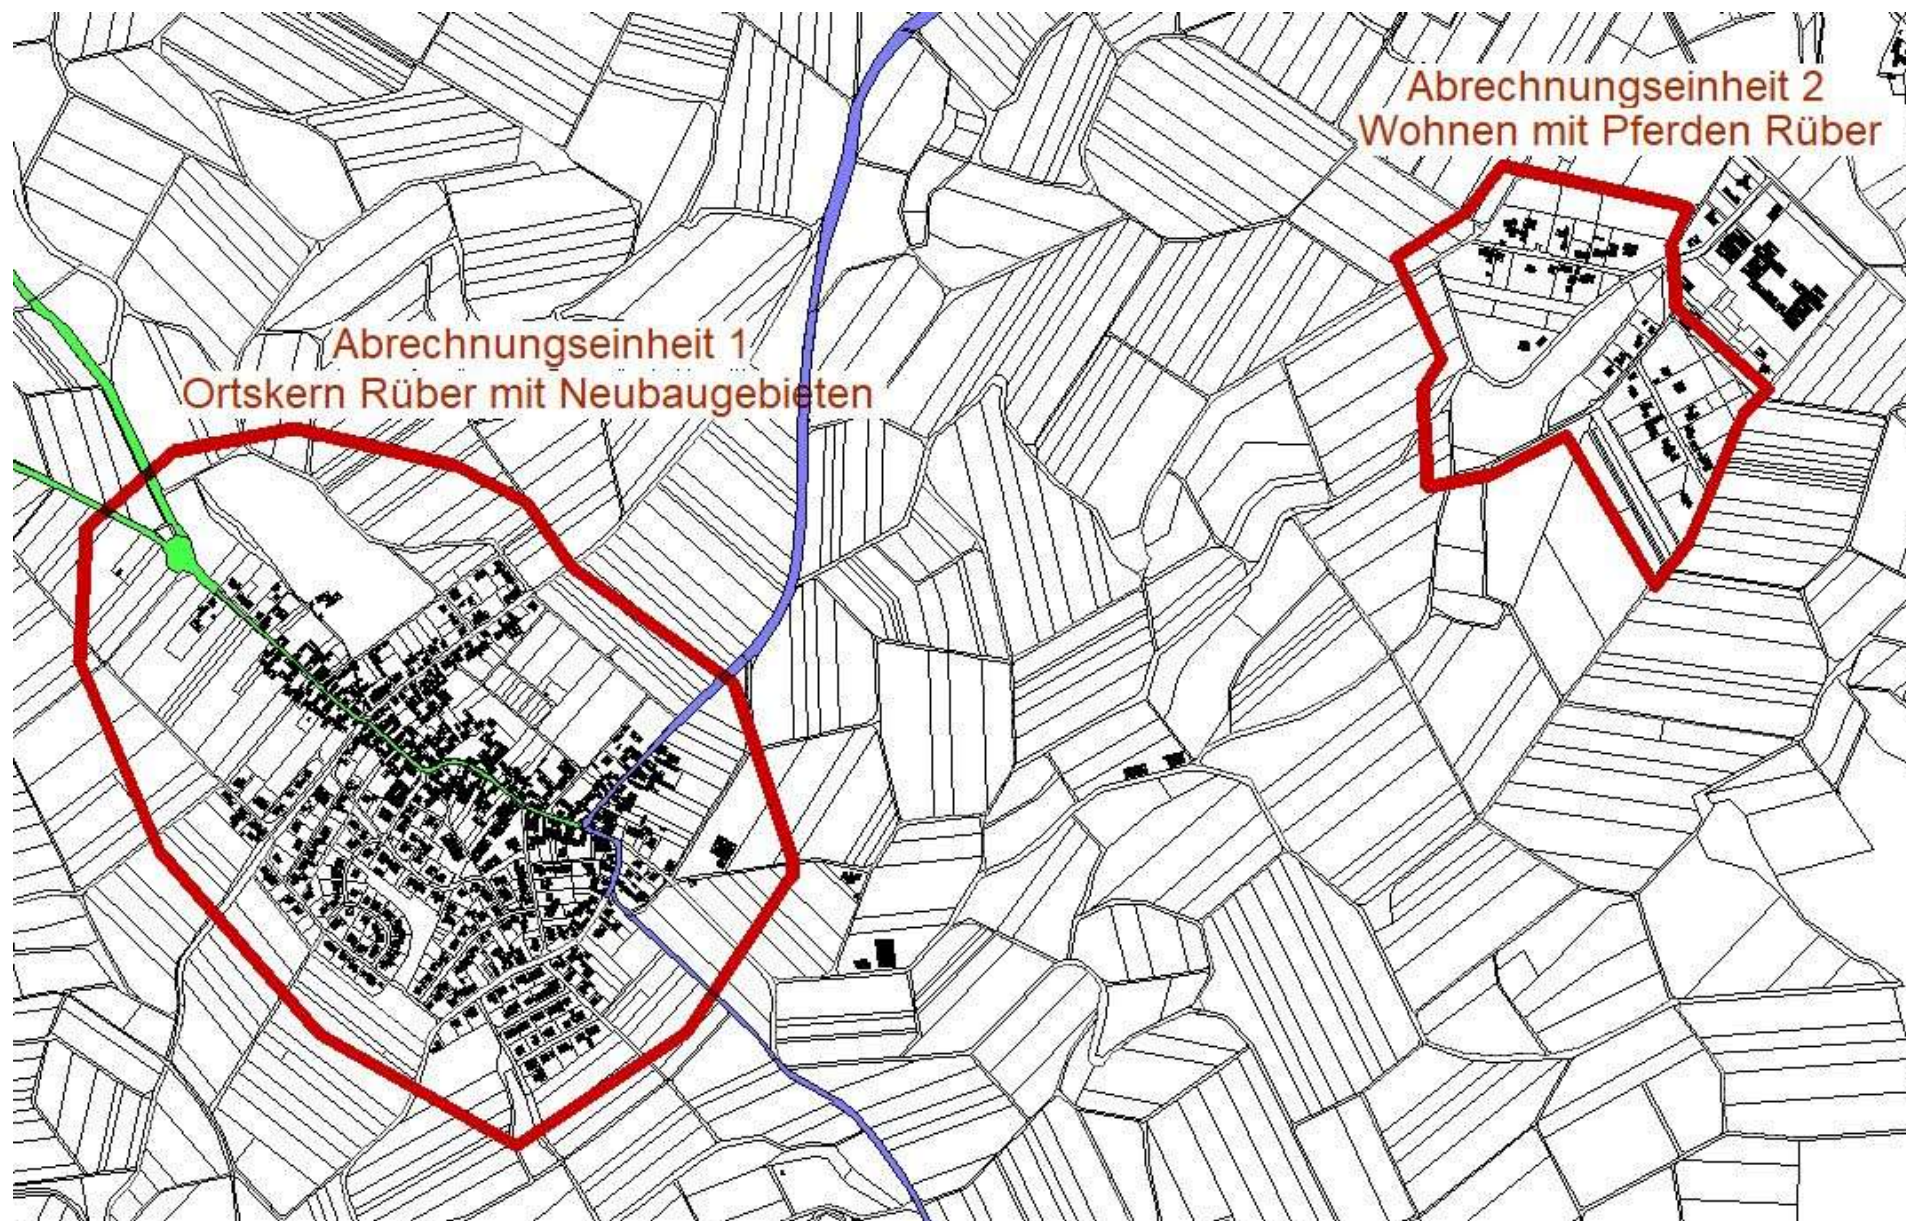 Abrechnungseinheit 2
Wohnen mit Pferden Rüber
Abrechnungseinheit 1
Ortskern Rüber mit Neubaugebieten